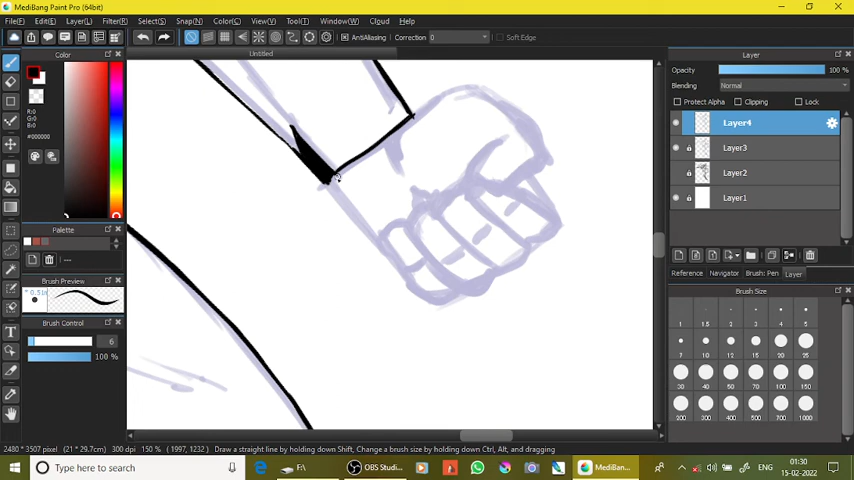 MediBang Paint Pro (64bit)
File(F) Edit(E) Layer(L) Filter(R) Select(S) Snap(N) Color(C) View(V) Tool(T) Window(W) Cloud Help
AntiAliasing Correction 0 Soft Edge
Color Untitled Layer
Opacity 100 %
R:0 Blending Normal
G:0 Protect Alpha Clipping Lock
B:0
#000000 Layer4
Layer3
Layer2
Layer1
Palette
---
Reference Navigator Brush: Pen Layer
Brush Preview Brush Size
1 1.5 2 3 4 5
Brush Control
6 7 10 12 15 20 30
100 % 30 40 50 70 100 150
200 300 400 500 700 1000
2480 * 3507 pixel (21 * 29.7cm) 300 dpi 150 % (1997, 1232) Draw a straight line by holding down Shift, Change a brush size by holding down Ctrl, Alt, and dragging
Type here to search F:\ OBS Studi... MediBan... ENG 01:30
15-02-2022